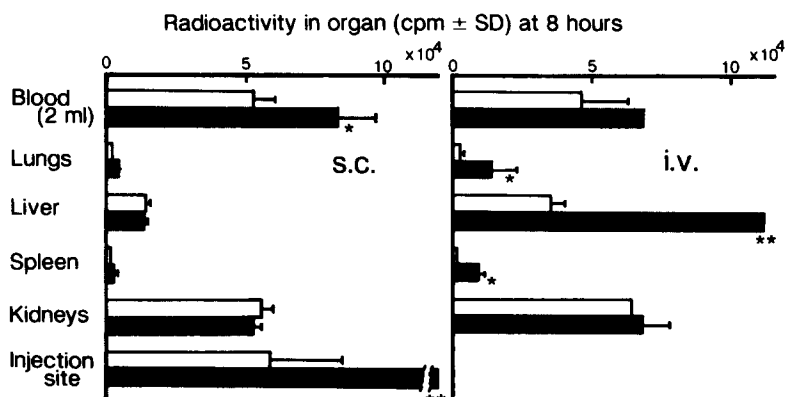 Radioactivity in organ (cpm ± SD) at 8 hours
0 5 10 ×10⁴ 0 5 10 ×10⁴
Blood
(2 ml)
*
Lungs
s.c.
i.v.
*
Liver
**
Spleen
*
Kidneys
Injection
site
**